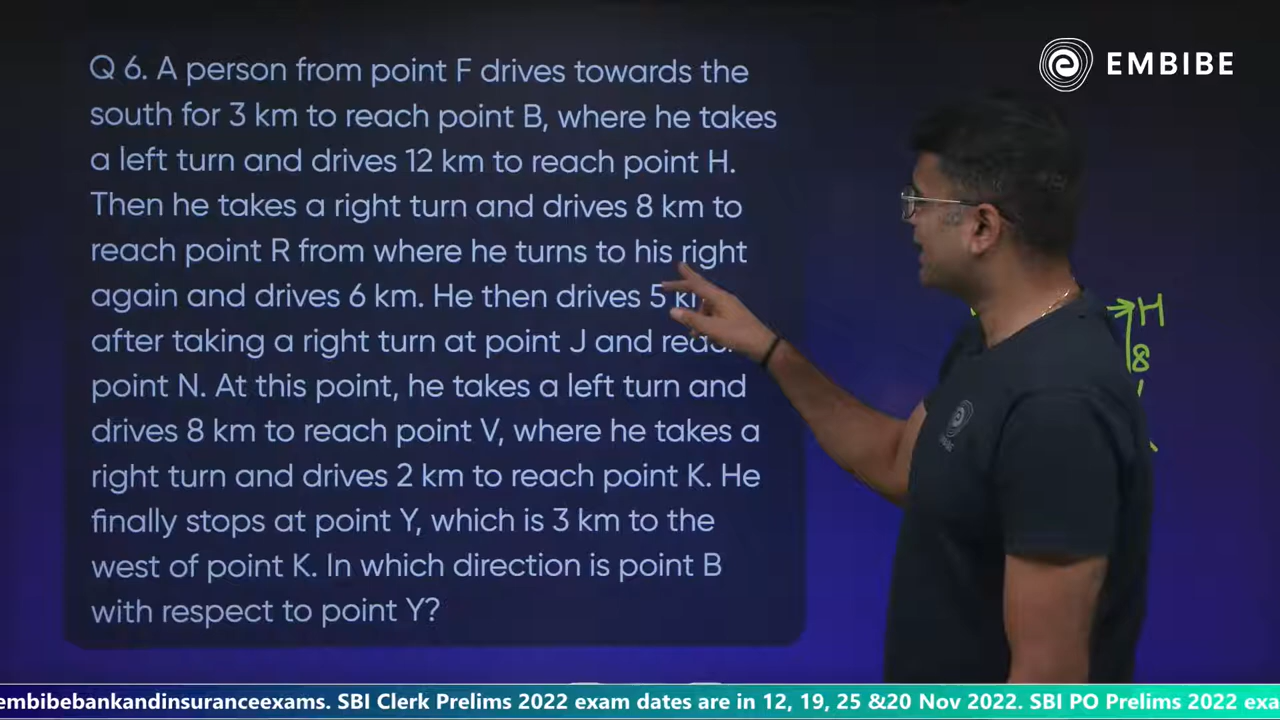 EMBIBE
Q 6. A person from point F drives towards the
south for 3 km to reach point B, where he takes
a left turn and drives 12 km to reach point H.
Then he takes a right turn and drives 8 km to
reach point R from where he turns to his right
again and drives 6 km. He then drives 5
after taking a right turn at point J and
point N. At this point, he takes a left turn and
drives 8 km to reach point V, where he takes a
right turn and drives 2 km to reach point K. He
finally stops at point Y, which is 3 km to the
west of point K. In which direction is point B
with respect to point Y?
H
8
embibebankandinsuranceexams. SBI Clerk Prelims 2022 exam dates are in 12, 19, 25 &20 Nov 2022. SBI PO Prelims 2022